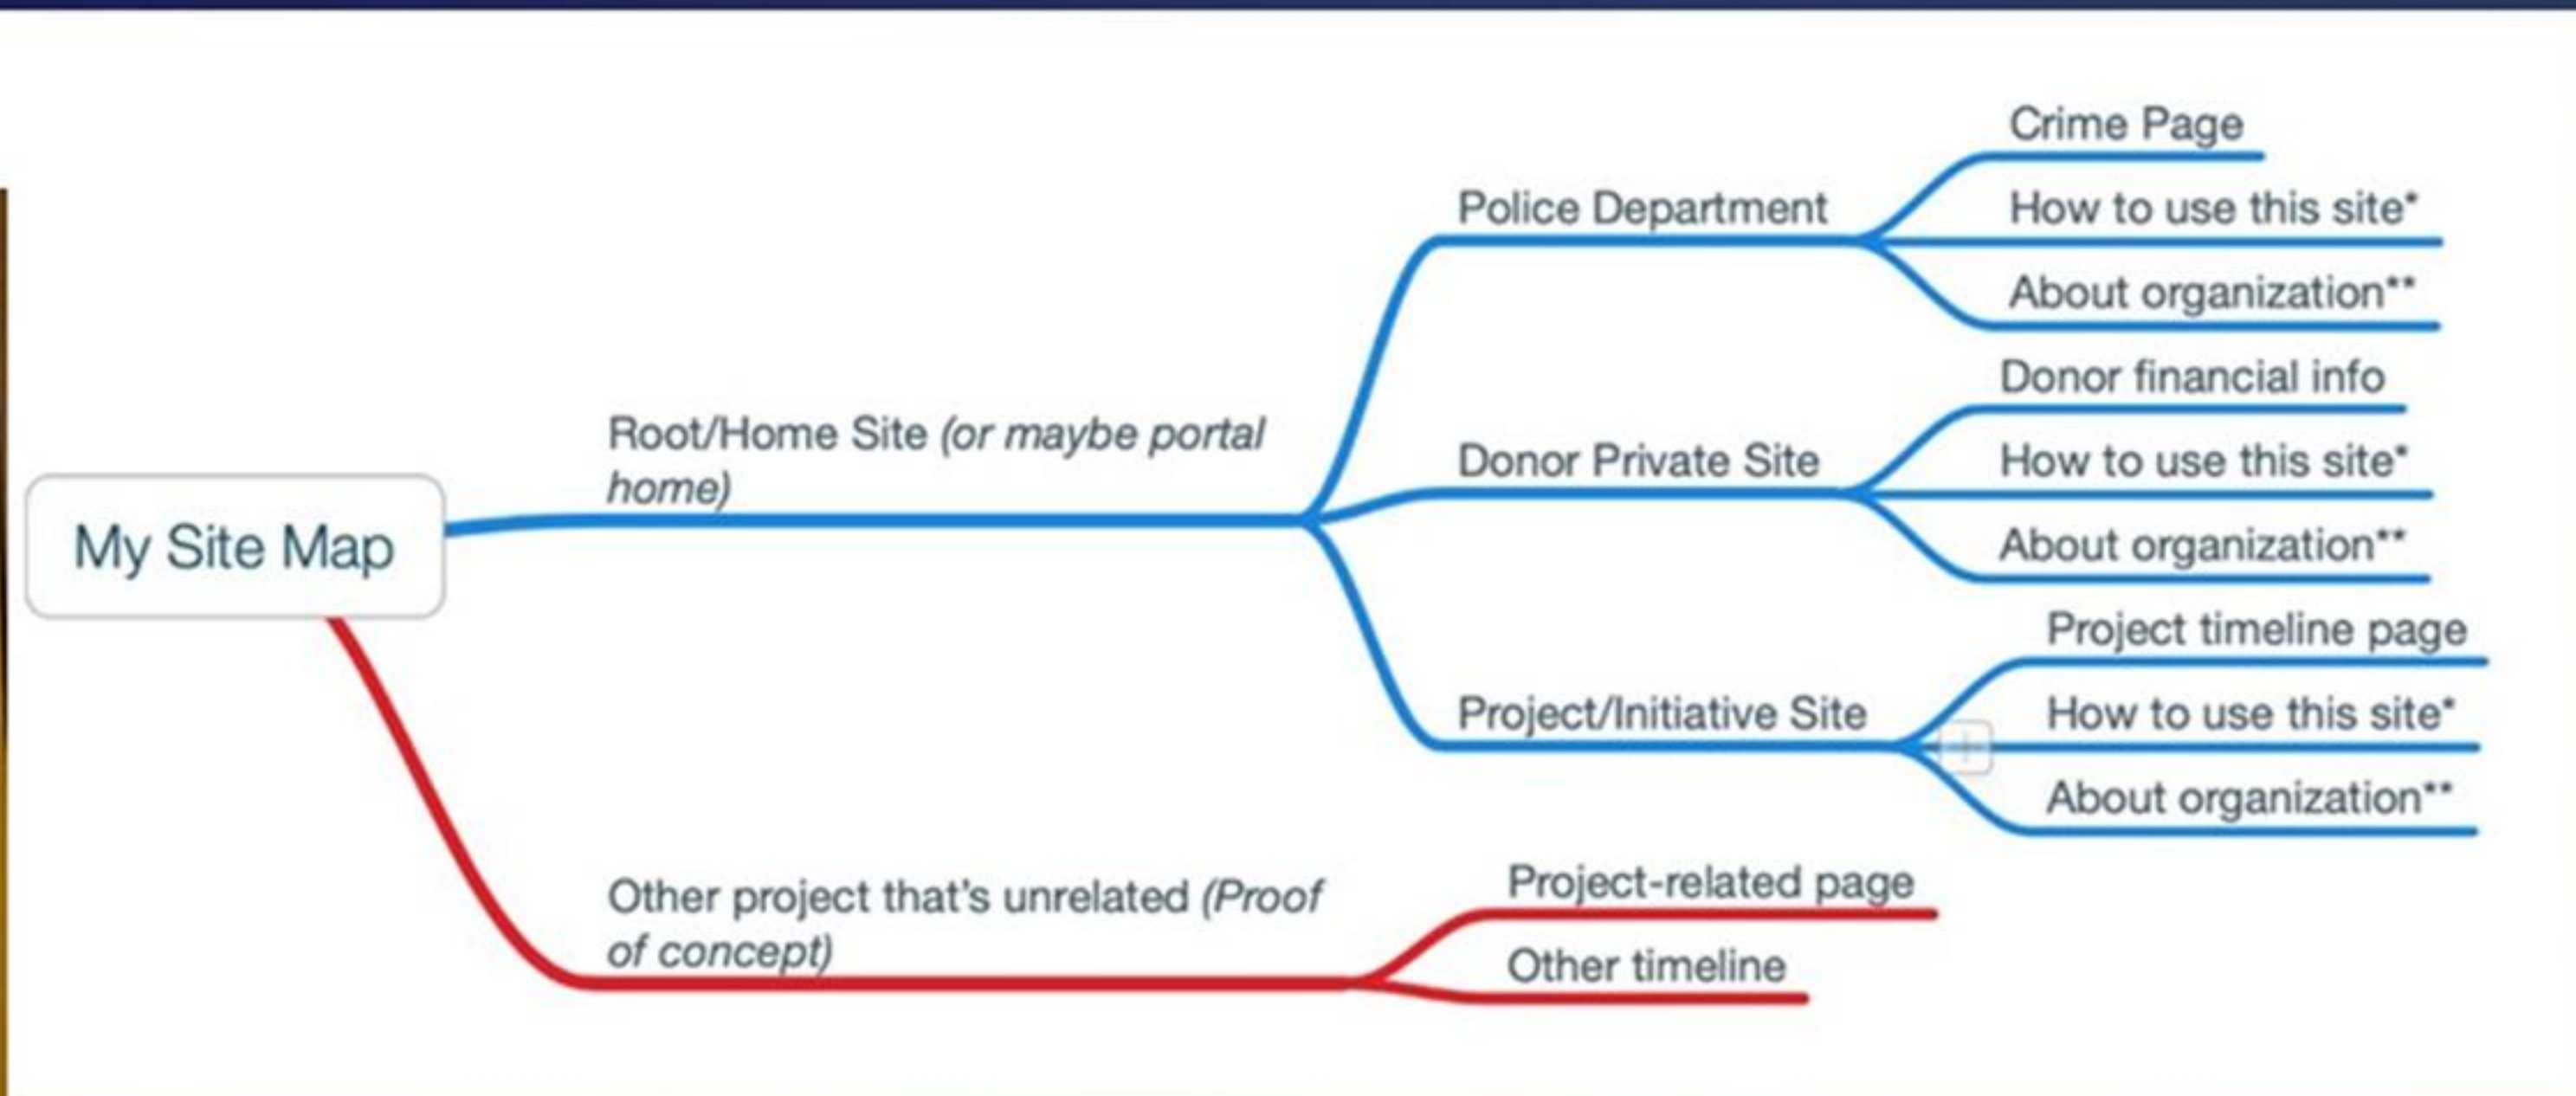 My Site Map
Root/Home Site (or maybe portal
home)
Police Department
Crime Page
How to use this site*
About organization**
Donor Private Site
Donor financial info
How to use this site*
About organization**
Project/Initiative Site
Project timeline page
How to use this site*
About organization**
Other project that's unrelated (Proof
of concept)
Project-related page
Other timeline